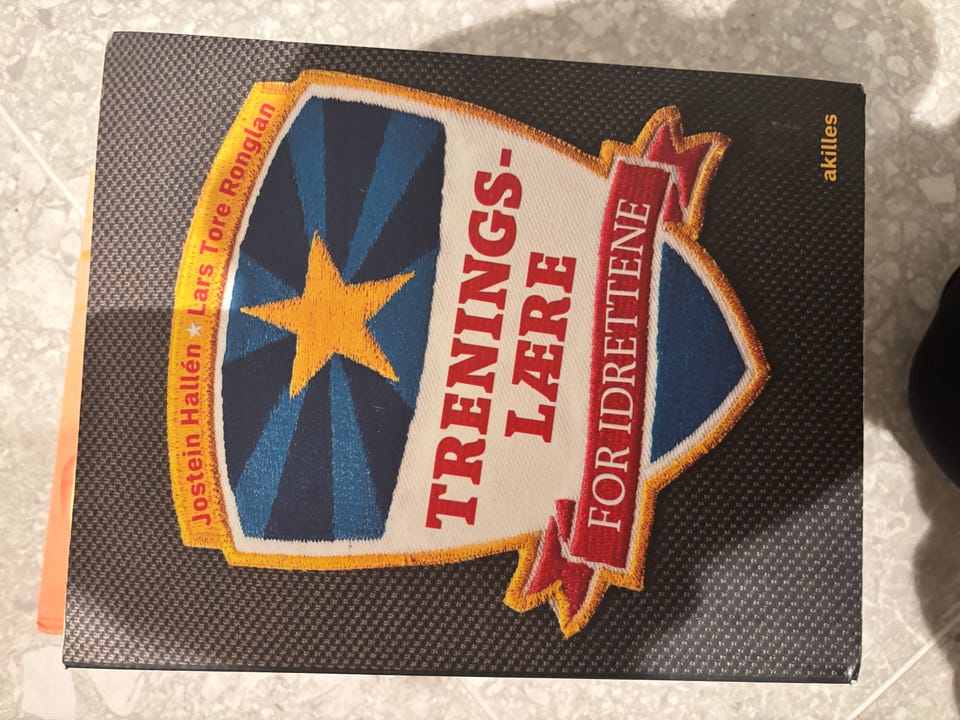 Jostein Hallén ★ Lars Tore Ronglan
TRENINGS-
LÆRE
FOR IDRETTENE
akilles